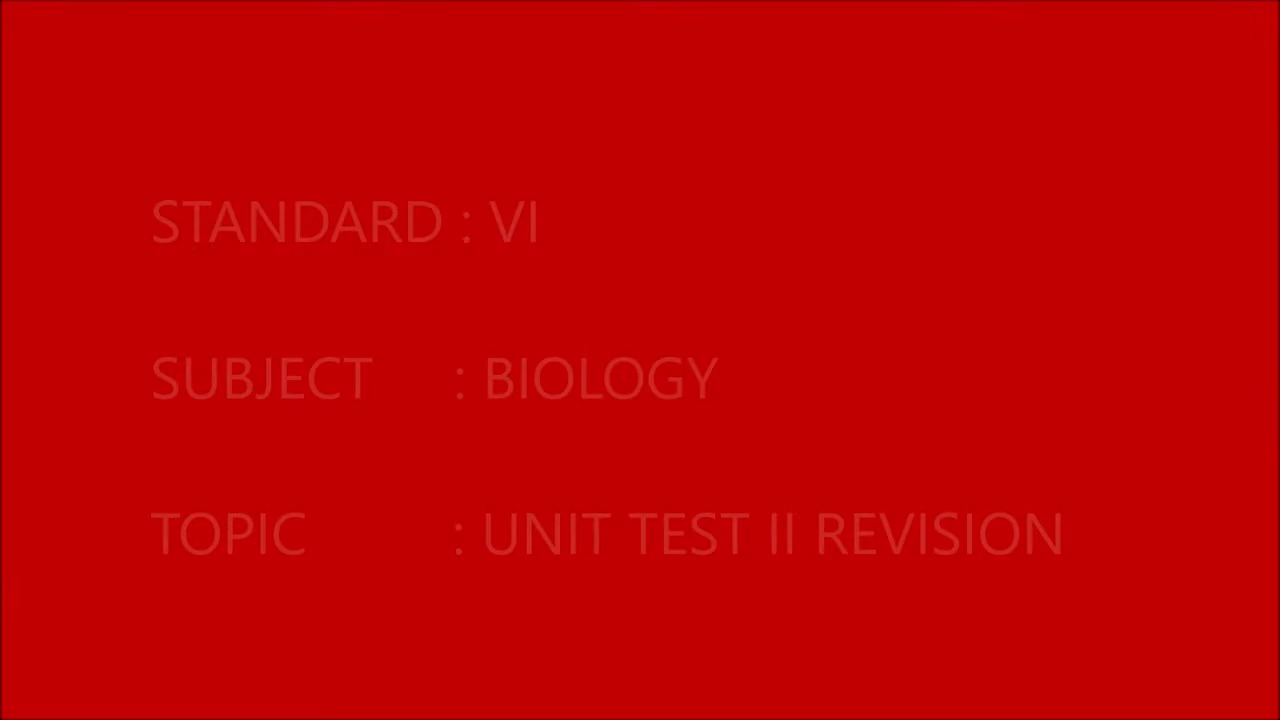 STANDARD : VI
SUBJECT : BIOLOGY
TOPIC : UNIT TEST II REVISION